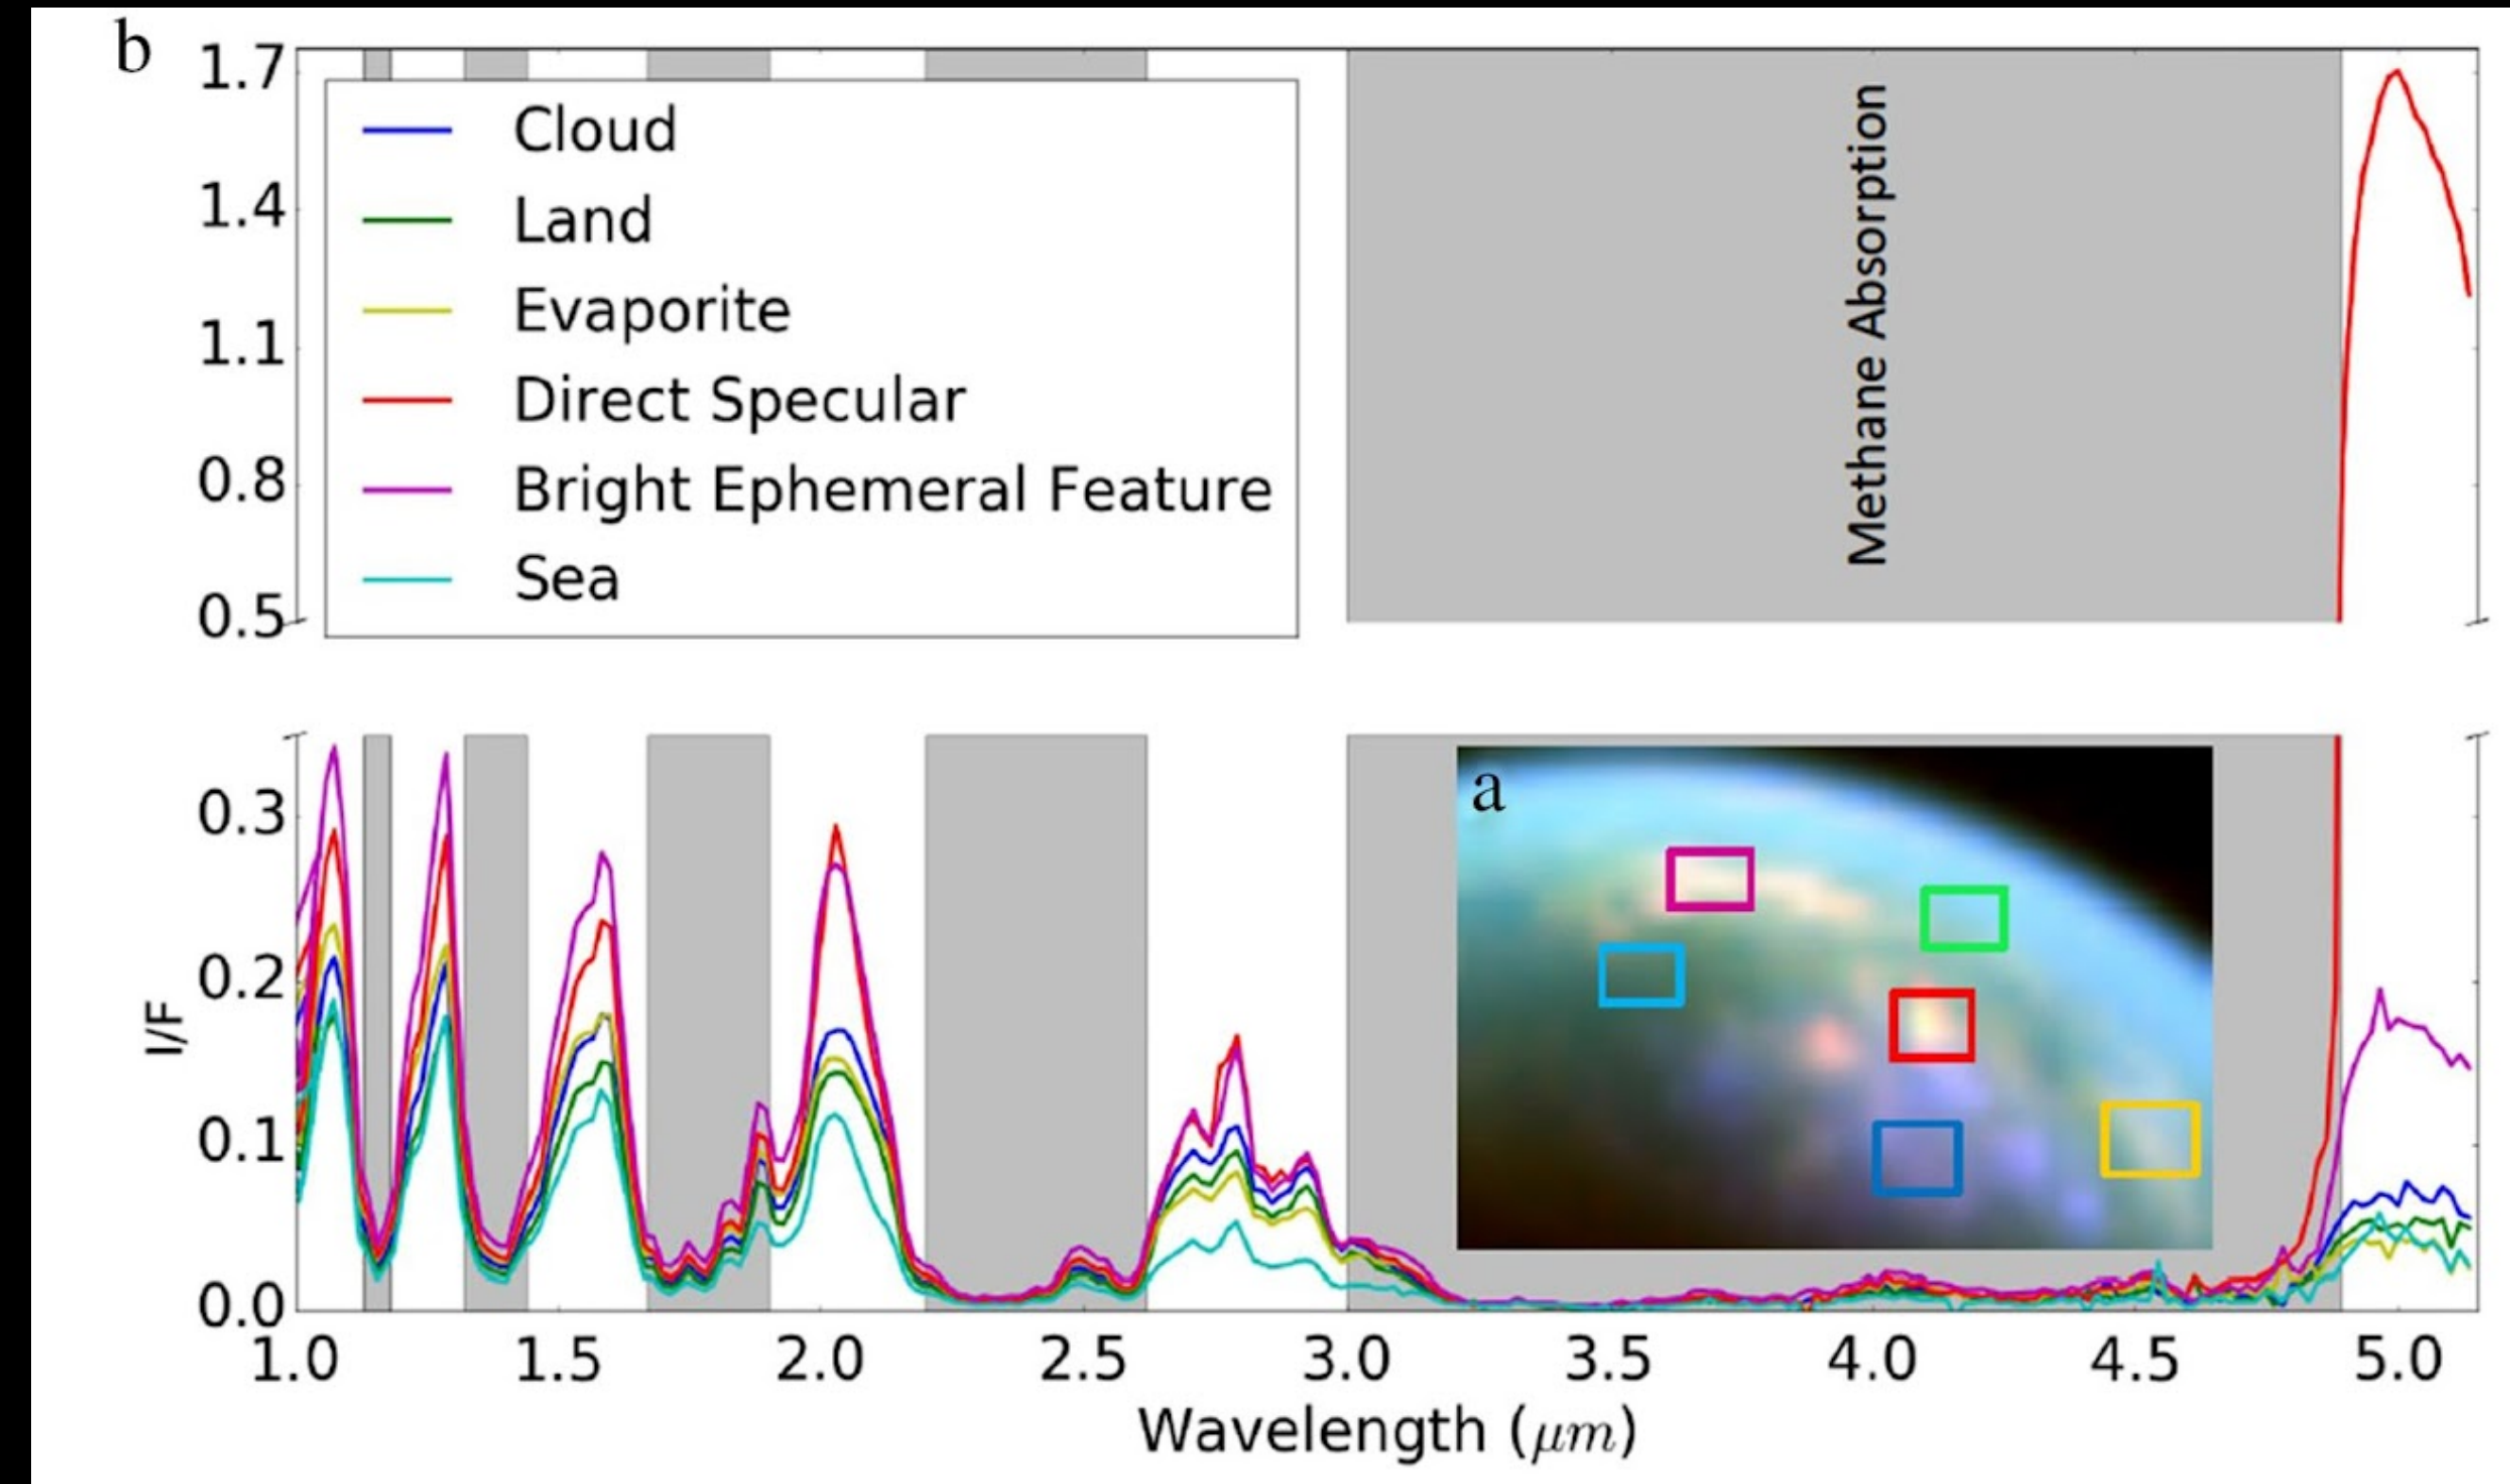 b
1.7
1.4
1.1
0.8
0.5
Cloud
Land
Evaporite
Direct Specular
Bright Ephemeral Feature
Sea
Methane Absorption
a
I/F
0.3
0.2
0.1
0.0
1.0 1.5 2.0 2.5 3.0 3.5 4.0 4.5 5.0
Wavelength (μm)